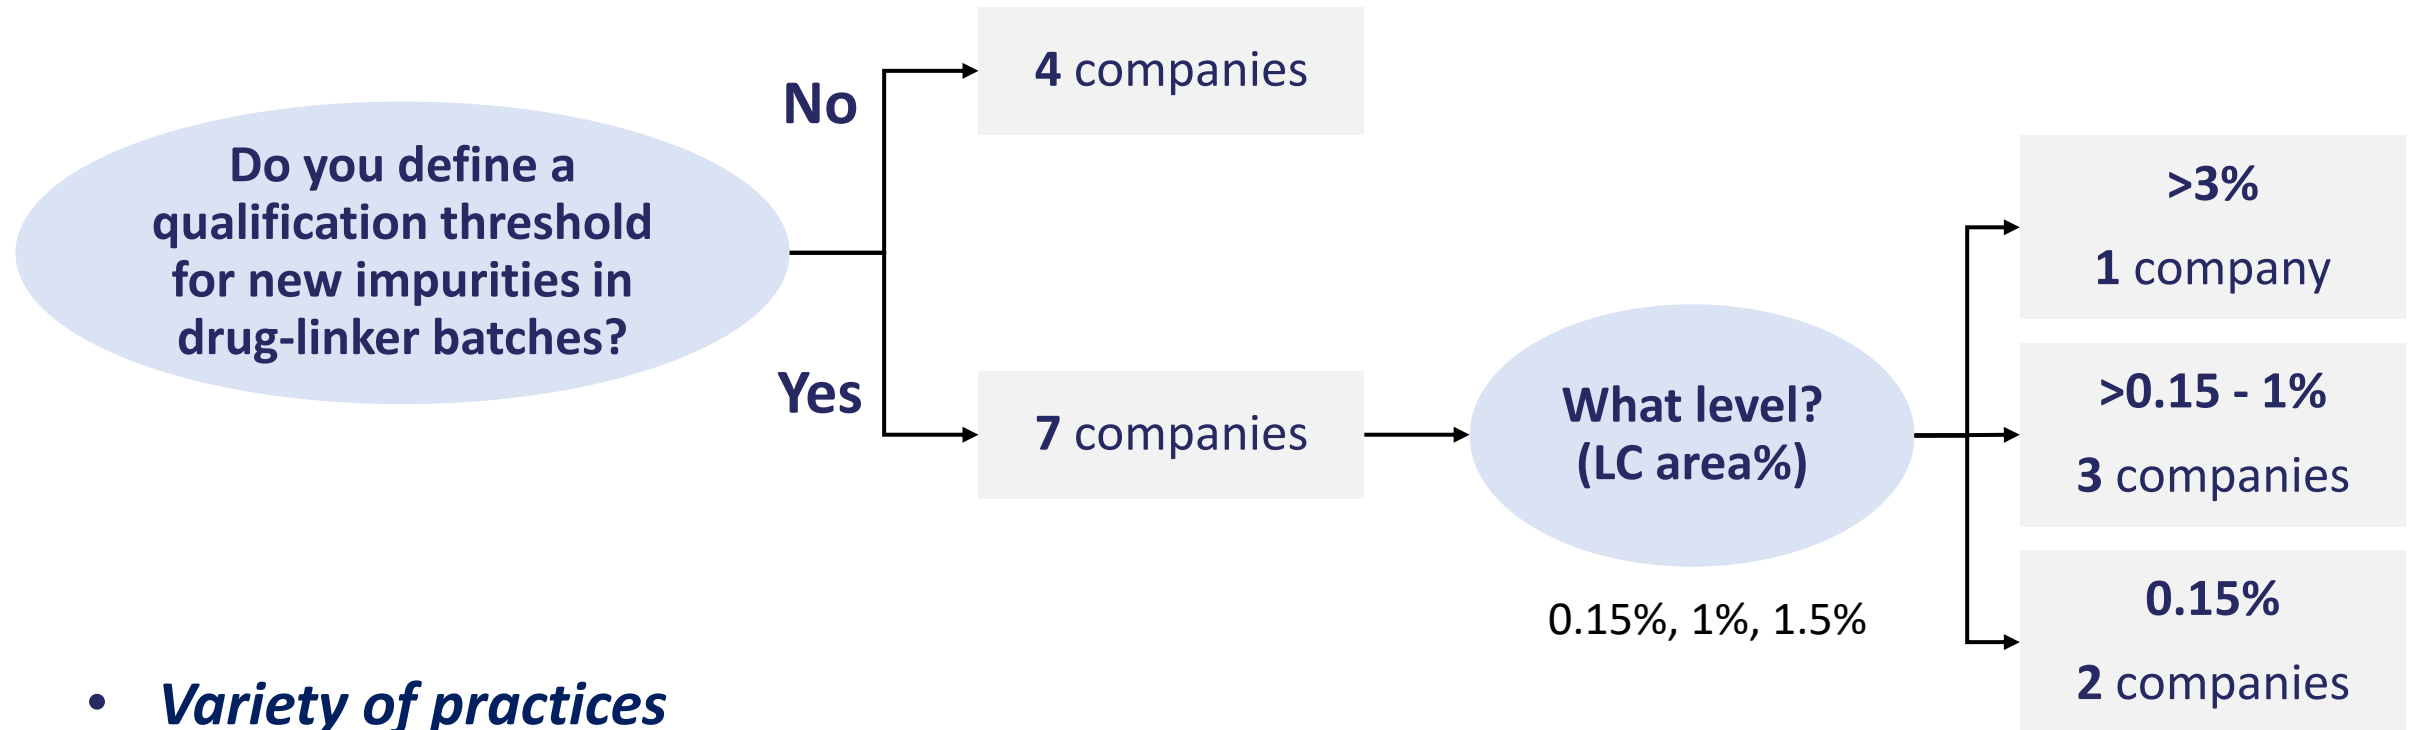 Do you define a
qualification threshold
for new impurities in
drug-linker batches?
No
4 companies
Yes
7 companies
What level?
(LC area%)
0.15%, 1%, 1.5%
>3%
1 company
>0.15 - 1%
3 companies
0.15%
2 companies
• Variety of practices